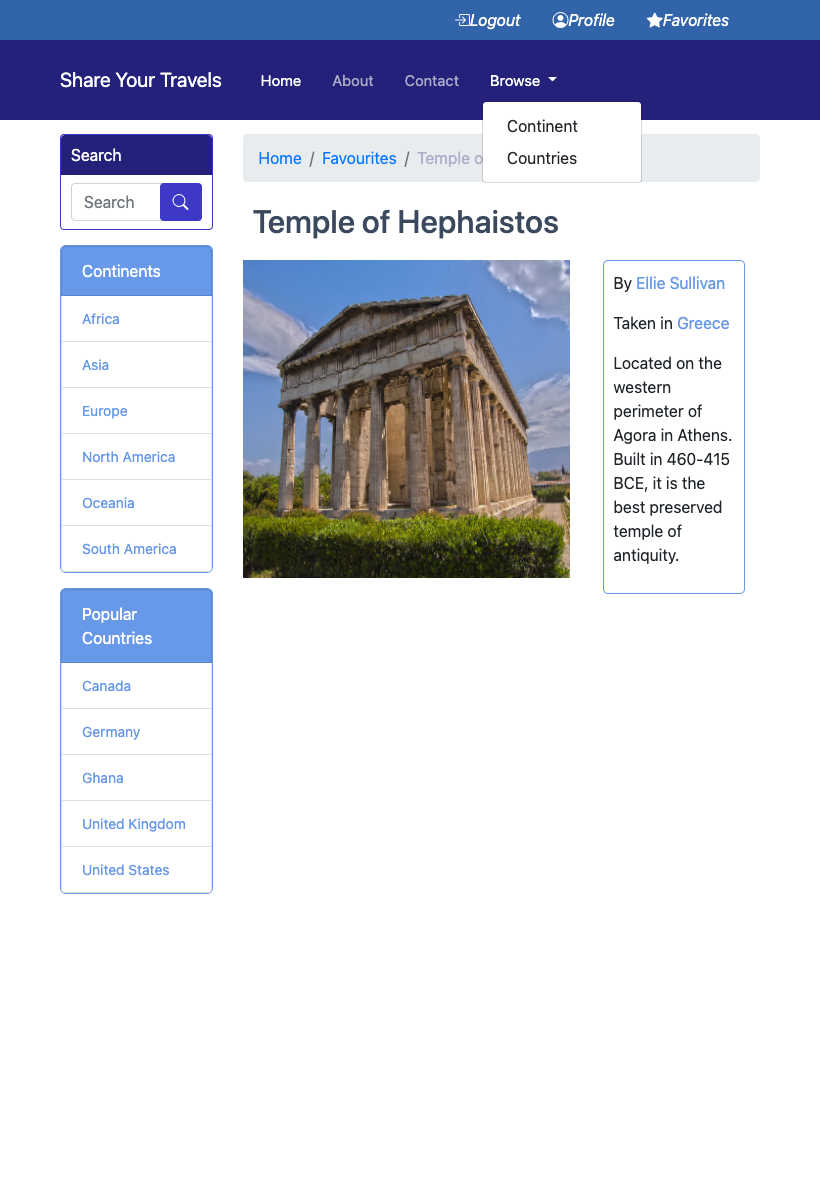 Logout Profile Favorites
Share Your Travels Home About Contact Browse
Continent
Countries
Search
Home / Favourites / Temple o
Search
Temple of Hephaistos
Continents
Africa
Asia
Europe
North America
Oceania
South America
By Ellie Sullivan
Taken in Greece
Located on the
western
perimeter of
Agora in Athens.
Built in 460-415
BCE, it is the
best preserved
temple of
antiquity.
Popular
Countries
Canada
Germany
Ghana
United Kingdom
United States